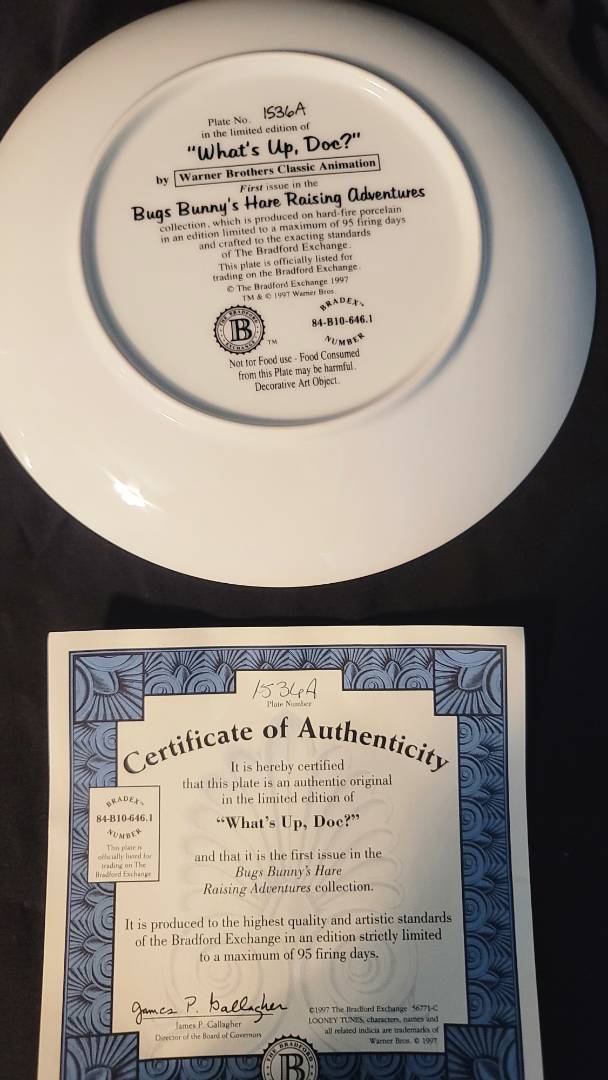 Plate No. 1536A
in the limited edition of
"What's Up, Doc?"
by Warner Brothers Classic Animation
First issue in the
Bugs Bunny's Hare Raising Adventures
collection, which is produced on hard-fire porcelain
in an edition limited to a maximum of 95 firing days
and crafted to the exacting standards
of The Bradford Exchange.
This plate is officially listed for
trading on the Bradford Exchange.
© The Bradford Exchange 1997
TM & © 1997 Warner Bros.
THE BRADFORD EXCHANGE
B
TM
BRADEX
84-B10-646.1
NUMBER
Not for Food use - Food Consumed
from this Plate may be harmful.
Decorative Art Object.
1536A
Plate Number
Certificate of Authenticity
It is hereby certified
that this plate is an authentic original
in the limited edition of
“What's Up, Doc?”
and that it is the first issue in the
Bugs Bunny's Hare
Raising Adventures collection.
BRADEX
84-B10-646.1
NUMBER
This plate is
officially listed for
trading on The
Bradford Exchange
It is produced to the highest quality and artistic standards
of the Bradford Exchange in an edition strictly limited
to a maximum of 95 firing days.
James P. Gallagher
James P. Gallagher
Director of the Board of Governors
©1997 The Bradford Exchange 56771-C
LOONEY TUNES, characters, names and
all related indicia are trademarks of
Warner Bros. © 1997
THE BRADFORD
B